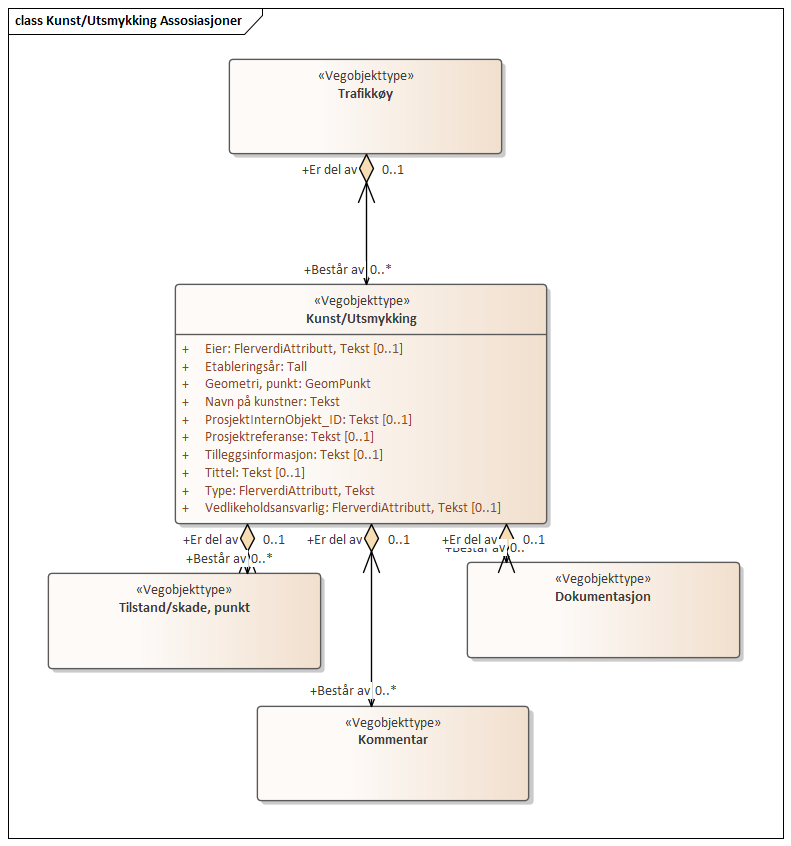 class Kunst/Utsmykking Assosiasjoner
«Vegobjekttype»
Trafikkøy
+Er del av 0..1
+Består av 0..*
«Vegobjekttype»
Kunst/Utsmykking
+ Eier: FlerverdiAttributt, Tekst [0..1]
+ Etableringsår: Tall
+ Geometri, punkt: GeomPunkt
+ Navn på kunstner: Tekst
+ ProsjektInternObjekt_ID: Tekst [0..1]
+ Prosjektreferanse: Tekst [0..1]
+ Tilleggsinformasjon: Tekst [0..1]
+ Tittel: Tekst [0..1]
+ Type: FlerverdiAttributt, Tekst
+ Vedlikeholdsansvarlig: FlerverdiAttributt, Tekst [0..1]
+Er del av 0..1 +Er del av 0..1 +Er del av 0..1
+Består av 0..* +Består av 0..
«Vegobjekttype»
Tilstand/skade, punkt
«Vegobjekttype»
Dokumentasjon
+Består av 0..*
«Vegobjekttype»
Kommentar